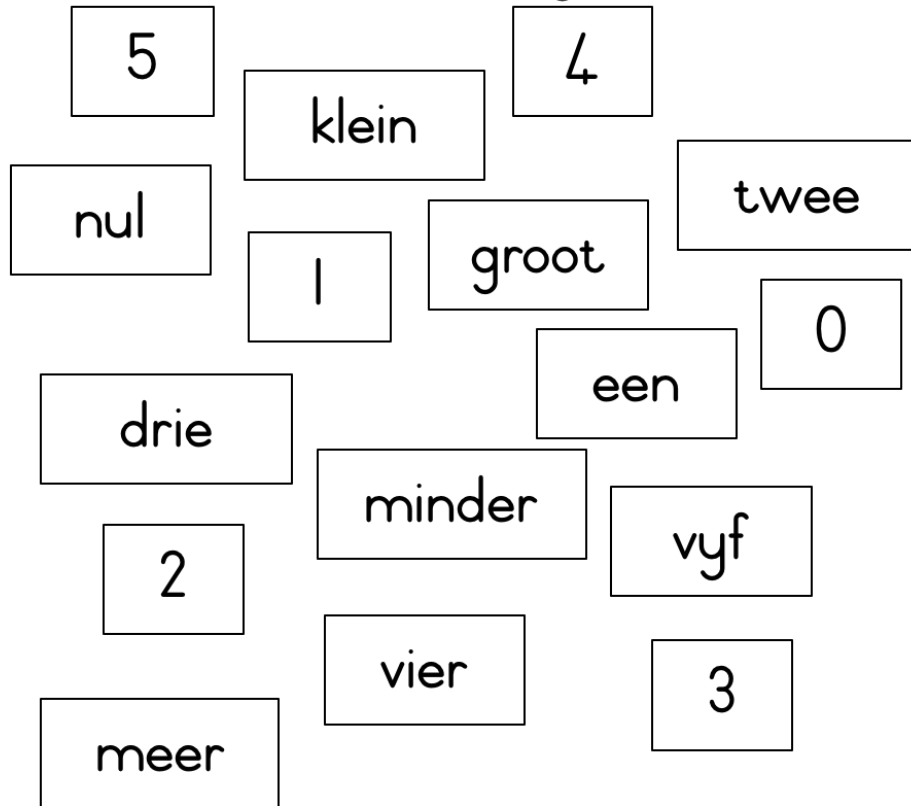 5
4
klein
twee
nul
groot
1
0
een
drie
minder
vyf
2
vier
3
meer